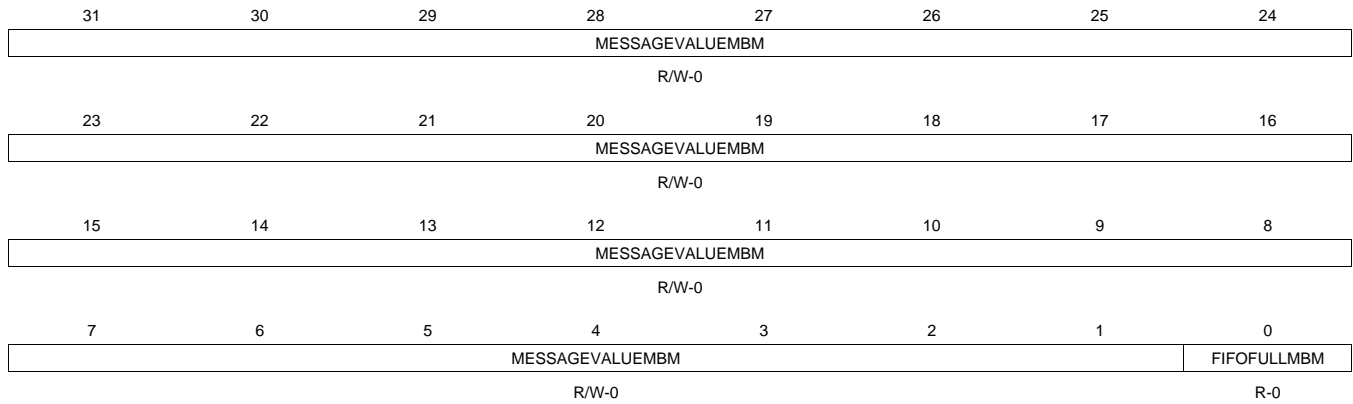 31 30 29 28 27 26 25 24
MESSAGEVALUEMBM
R/W-0
23 22 21 20 19 18 17 16
MESSAGEVALUEMBM
R/W-0
15 14 13 12 11 10 9 8
MESSAGEVALUEMBM
R/W-0
7 6 5 4 3 2 1 0
MESSAGEVALUEMBM FIFOFULLMBM
R/W-0 R-0